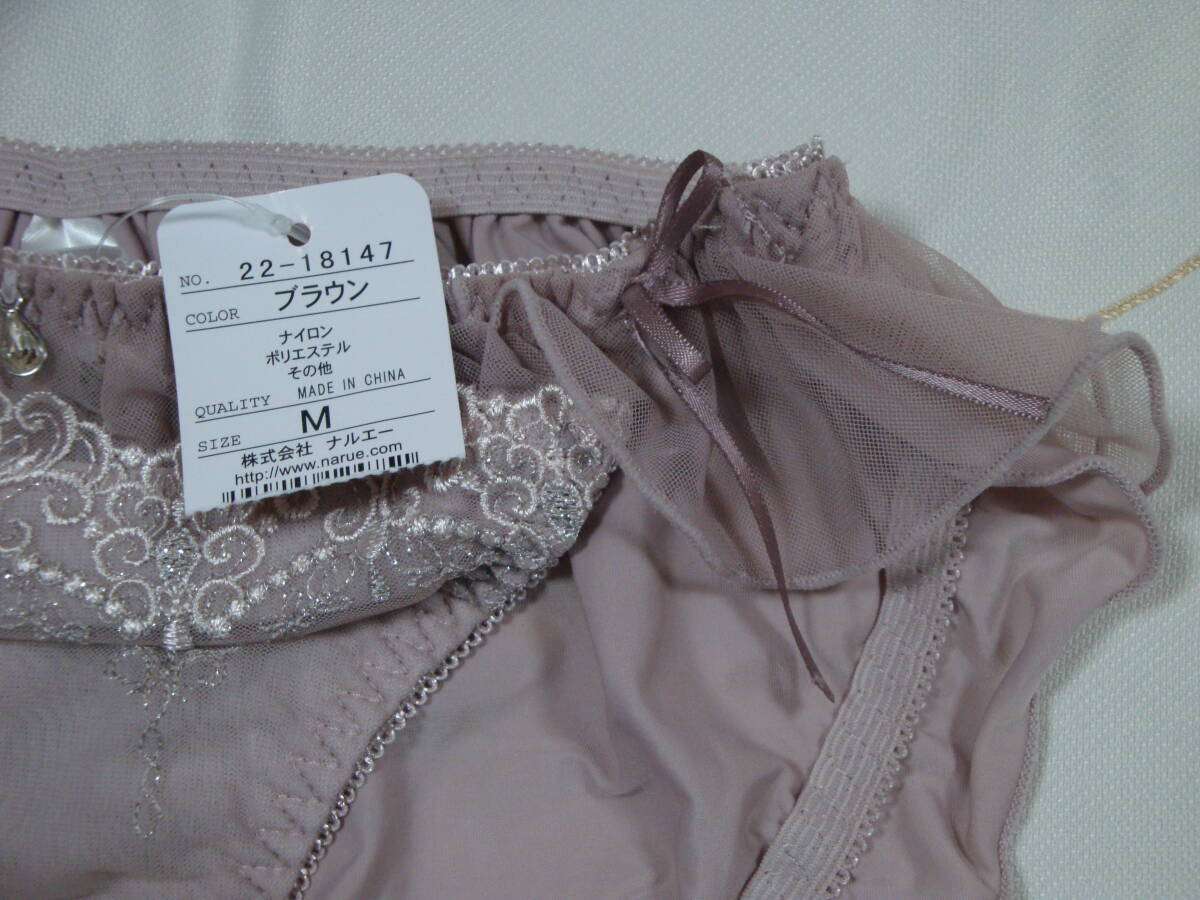 NO. 22-18147
COLOR ブラウン
ナイロン
ポリエステル
その他
QUALITY MADE IN CHINA
SIZE M
株式会社 ナルエー
http://www.narue.com